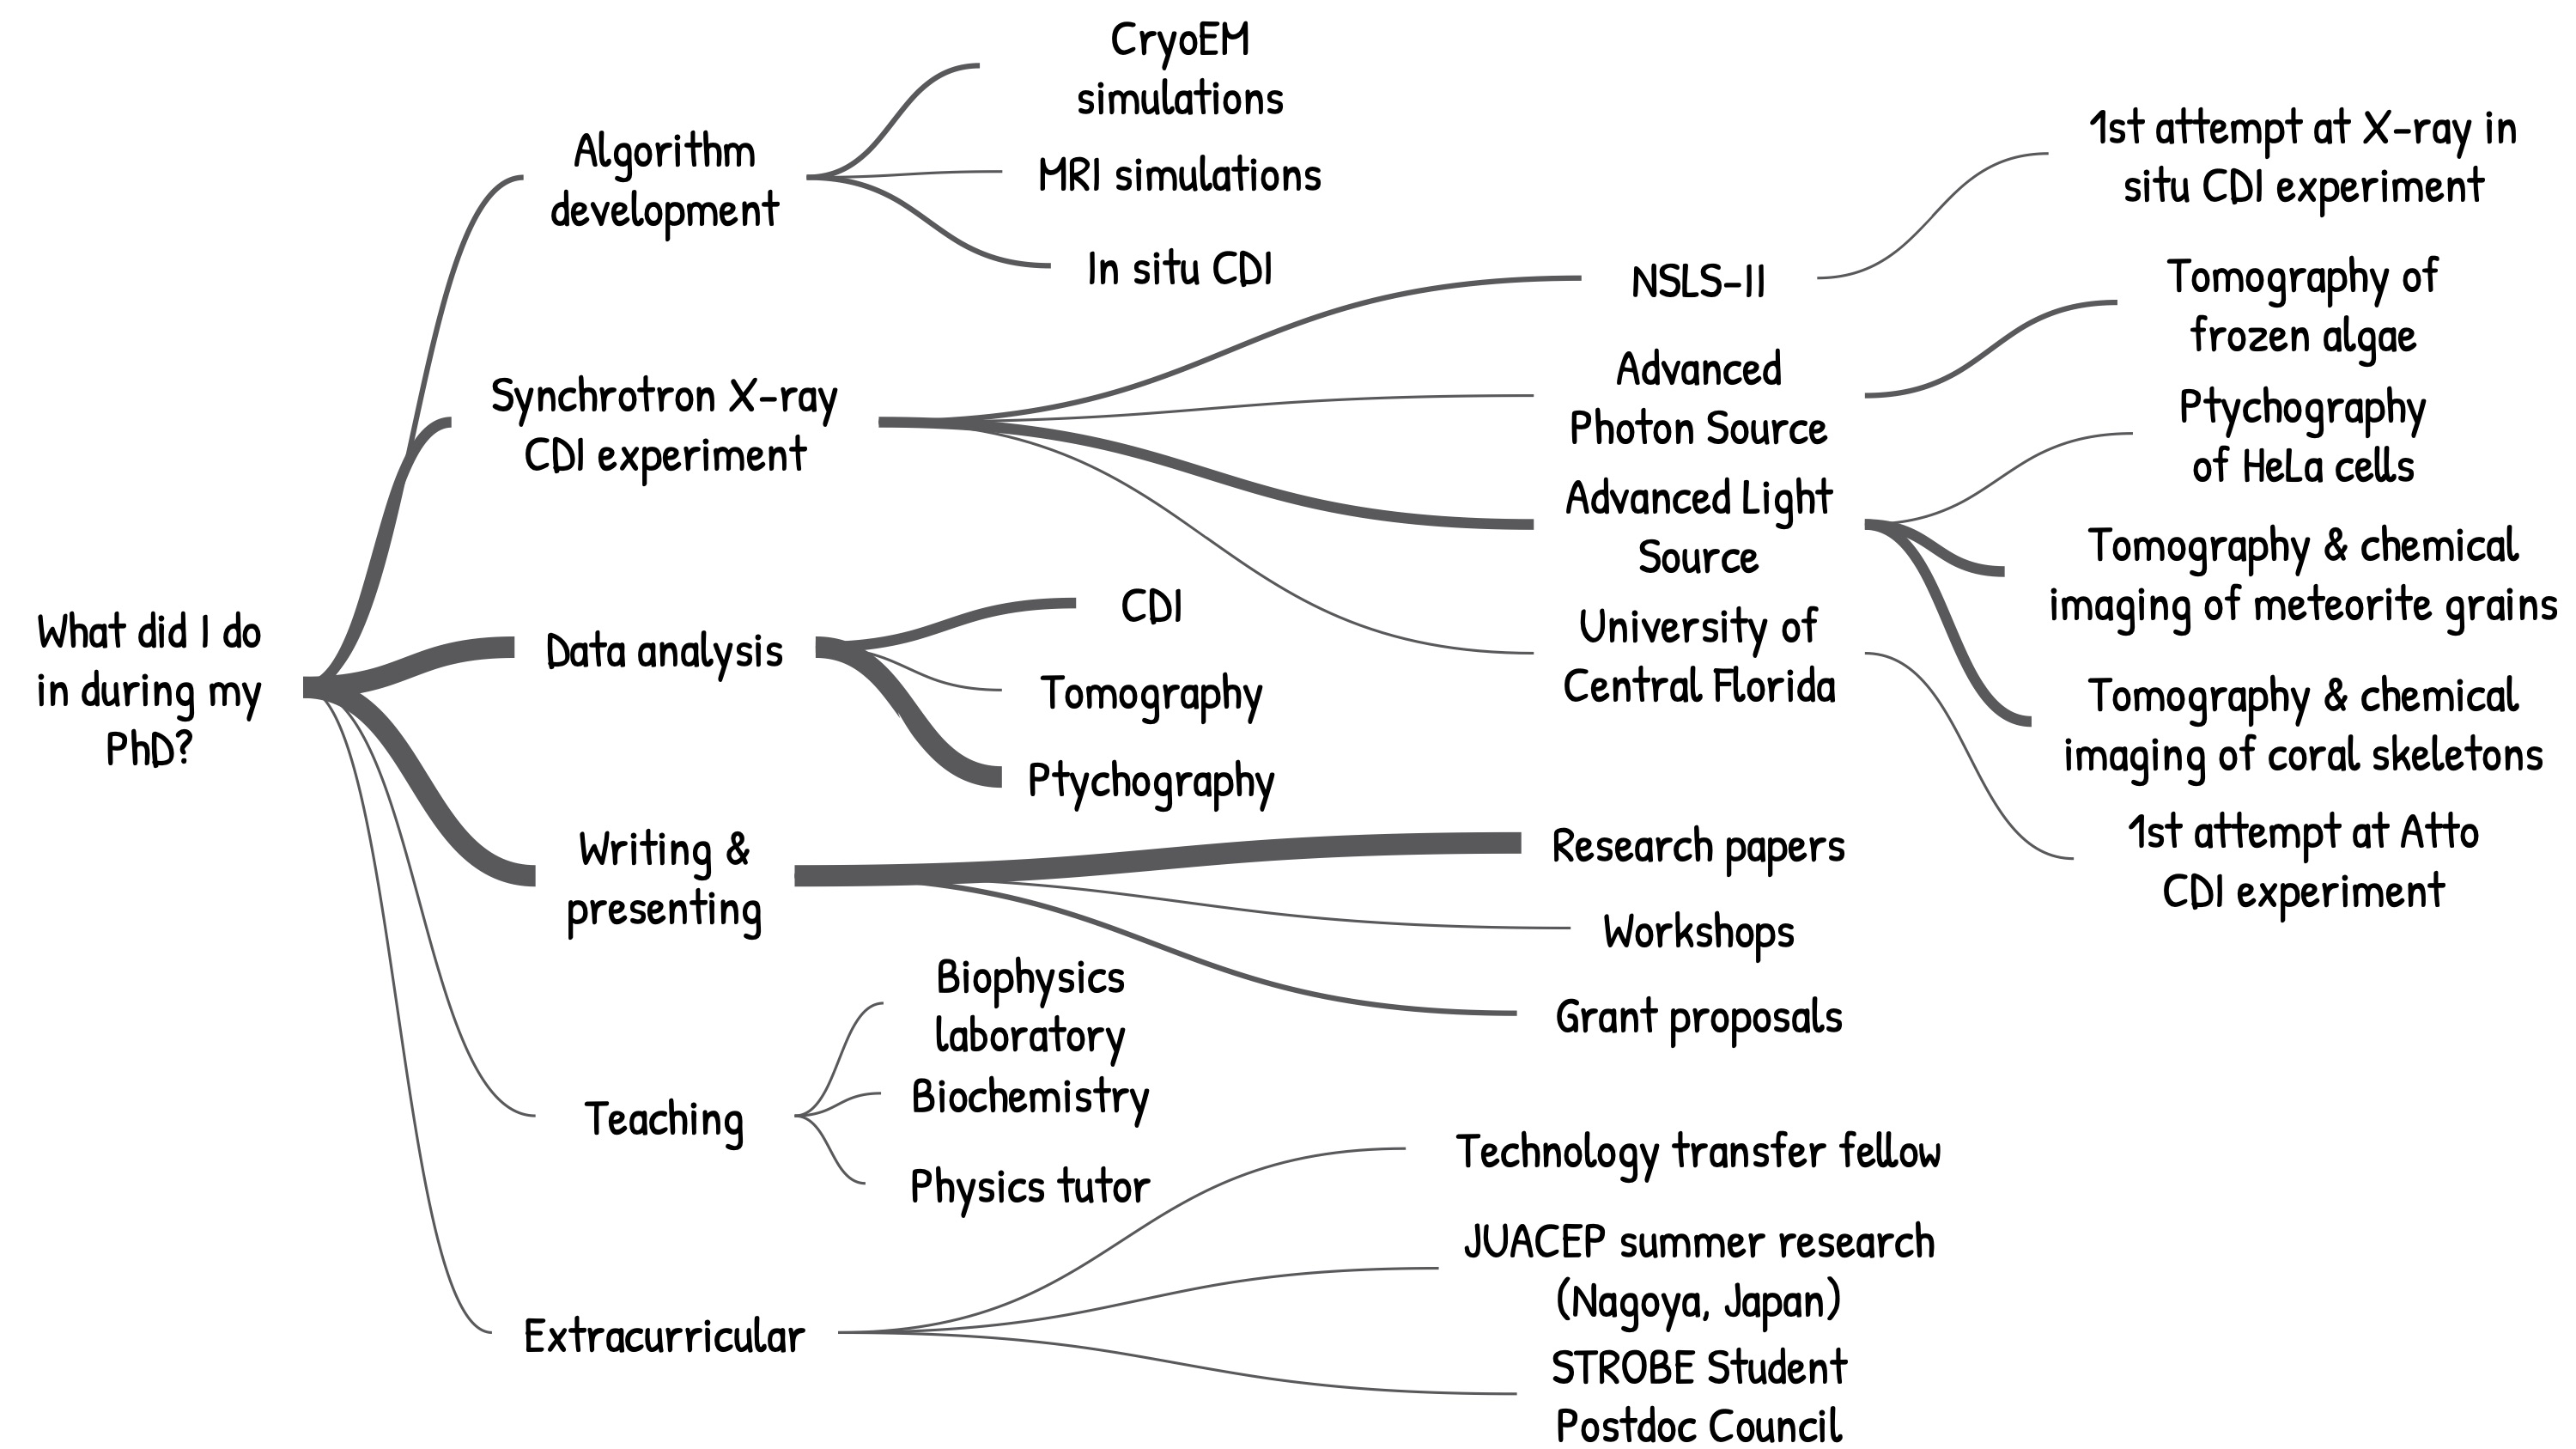 What did I do
in during my
PhD?
Algorithm
development
CryoEM
simulations
MRI simulations
In situ CDI
Synchrotron X-ray
CDI experiment
NSLS-II
1st attempt at X-ray in
situ CDI experiment
Advanced
Photon Source
Tomography of
frozen algae
Advanced Light
Source
Ptychography
of HeLa cells
Tomography & chemical
imaging of meteorite grains
Tomography & chemical
imaging of coral skeletons
University of
Central Florida
1st attempt at Atto
CDI experiment
Data analysis
CDI
Tomography
Ptychography
Writing &
presenting
Research papers
Workshops
Grant proposals
Teaching
Biophysics
laboratory
Biochemistry
Physics tutor
Extracurricular
Technology transfer fellow
JUACEP summer research
(Nagoya, Japan)
STROBE Student
Postdoc Council